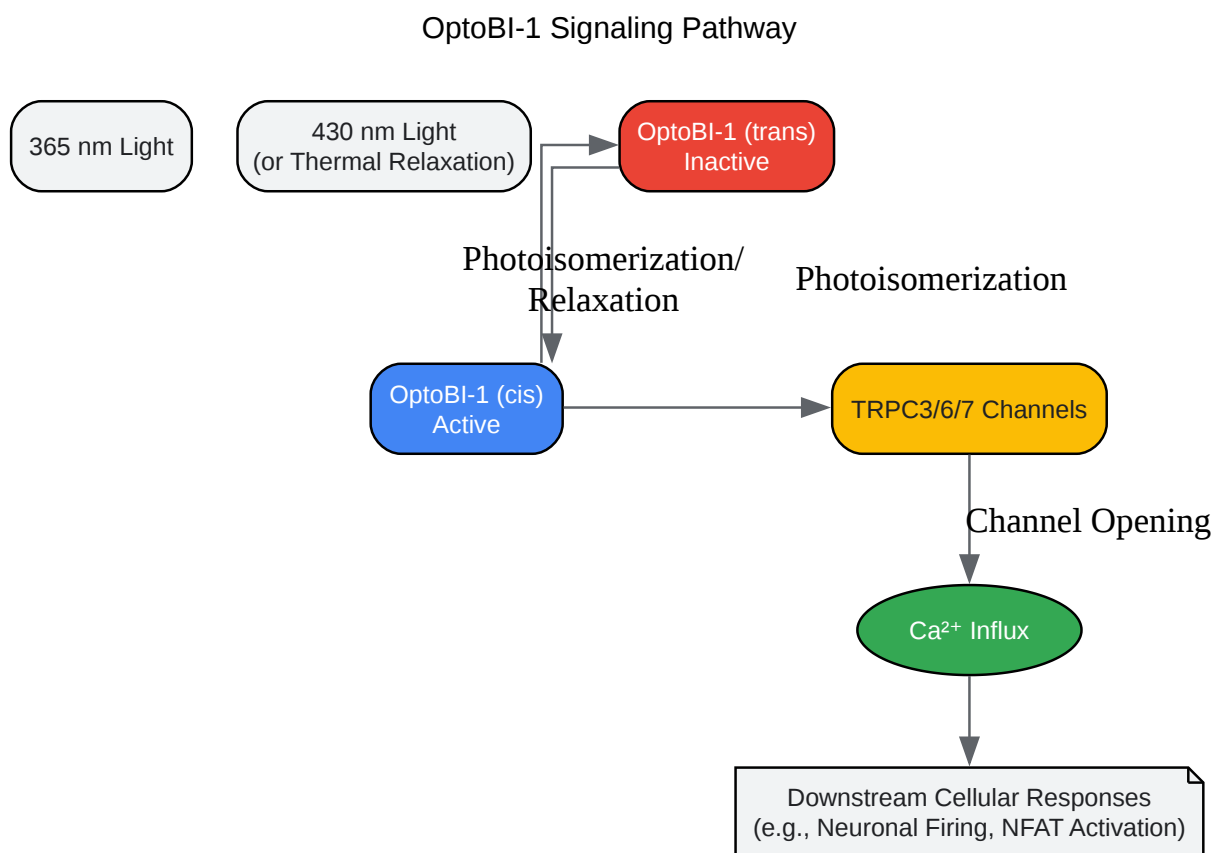 OptoBI-1 Signaling Pathway
365 nm Light
430 nm Light
(or Thermal Relaxation)
OptoBI-1 (trans)
Inactive
Photoisomerization/
Relaxation
Photoisomerization
OptoBI-1 (cis)
Active
TRPC3/6/7 Channels
Channel Opening
Ca²⁺ Influx
Downstream Cellular Responses
(e.g., Neuronal Firing, NFAT Activation)